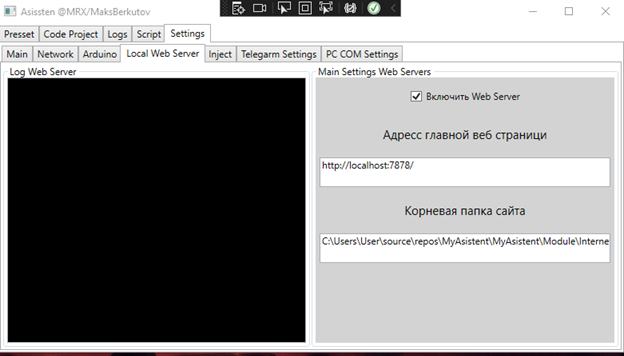 Asissten @MRX/MaksBerkutov
Presset Code Project Logs Script Settings
Main Network Arduino Local Web Server Inject Telegarm Settings PC COM Settings
Log Web Server
Main Settings Web Servers
Включить Web Server
Адресс главной веб страници
http://localhost:7878/
Корневая папка сайта
C:\Users\User\source\repos\MyAsistent\MyAsistent\Module\Interne